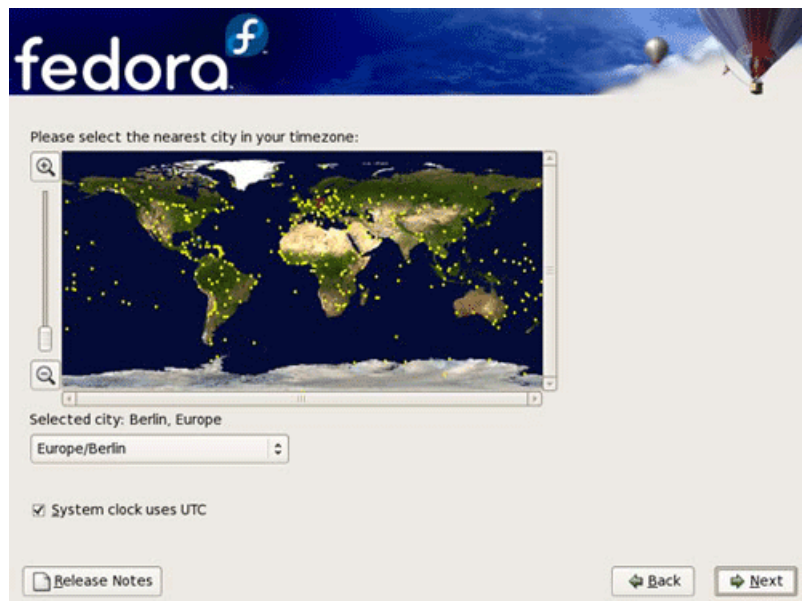 fedora
Please select the nearest city in your timezone:
Selected city: Berlin, Europe
Europe/Berlin
System clock uses UTC
Release Notes
Back
Next